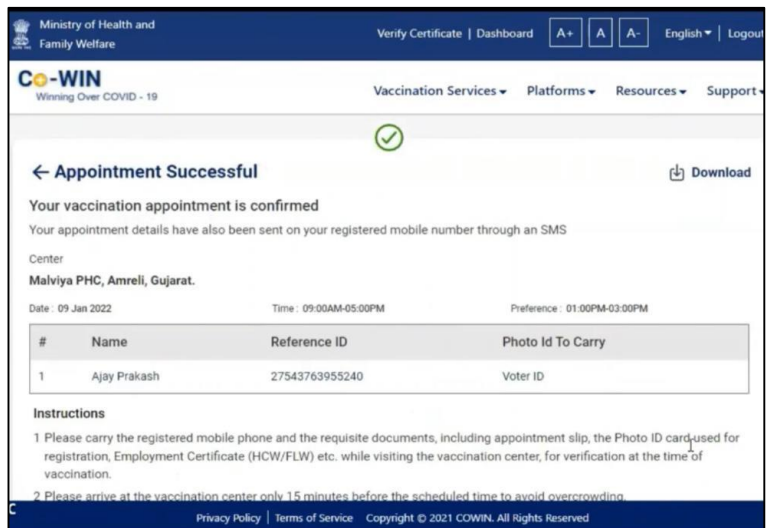 Ministry of Health and
Family Welfare
Verify Certificate | Dashboard A+ A A- English | Logout
Co-WIN
Winning Over COVID - 19
Vaccination Services Platforms Resources Support
← Appointment Successful
Download
Your vaccination appointment is confirmed
Your appointment details have also been sent on your registered mobile number through an SMS
Center
Malviya PHC, Amreli, Gujarat.
Date : 09 Jan 2022 Time : 09:00AM-05:00PM Preference : 01:00PM-03:00PM
# Name Reference ID Photo Id To Carry
1 Ajay Prakash 27543763955240 Voter ID
Instructions
1 Please carry the registered mobile phone and the requisite documents, including appointment slip, the Photo ID card used for
registration, Employment Certificate (HCW/FLW) etc. while visiting the vaccination center, for verification at the time of
vaccination.
2 Please arrive at the vaccination center only 15 minutes before the scheduled time to avoid overcrowding.
C
Privacy Policy | Terms of Service Copyright © 2021 COWIN. All Rights Reserved